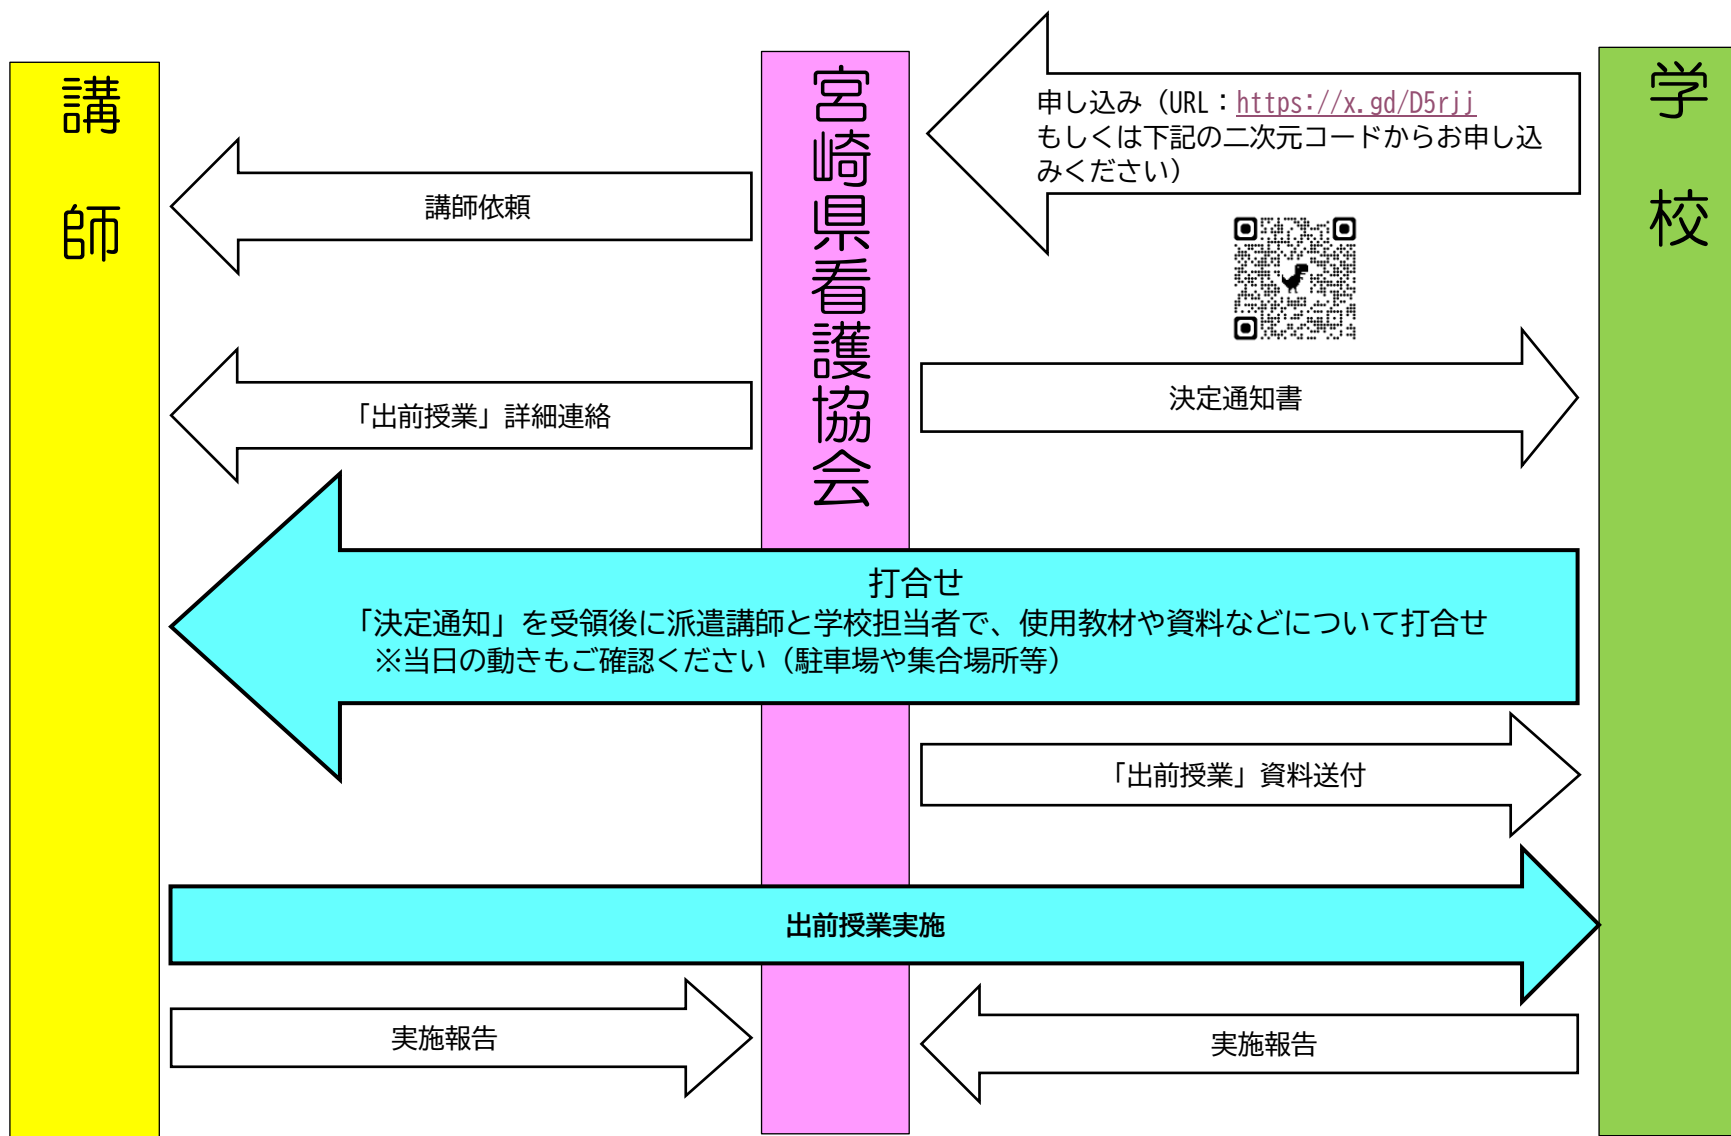 講師
宮崎県看護協会
学校
申し込み（URL：https://x.gd/D5rjj
もしくは下記の二次元コードからお申し込
みください）
講師依頼
「出前授業」詳細連絡
決定通知書
打合せ
「決定通知」を受領後に派遣講師と学校担当者で、使用教材や資料などについて打合せ
※当日の動きもご確認ください（駐車場や集合場所等）
「出前授業」資料送付
出前授業実施
実施報告
実施報告